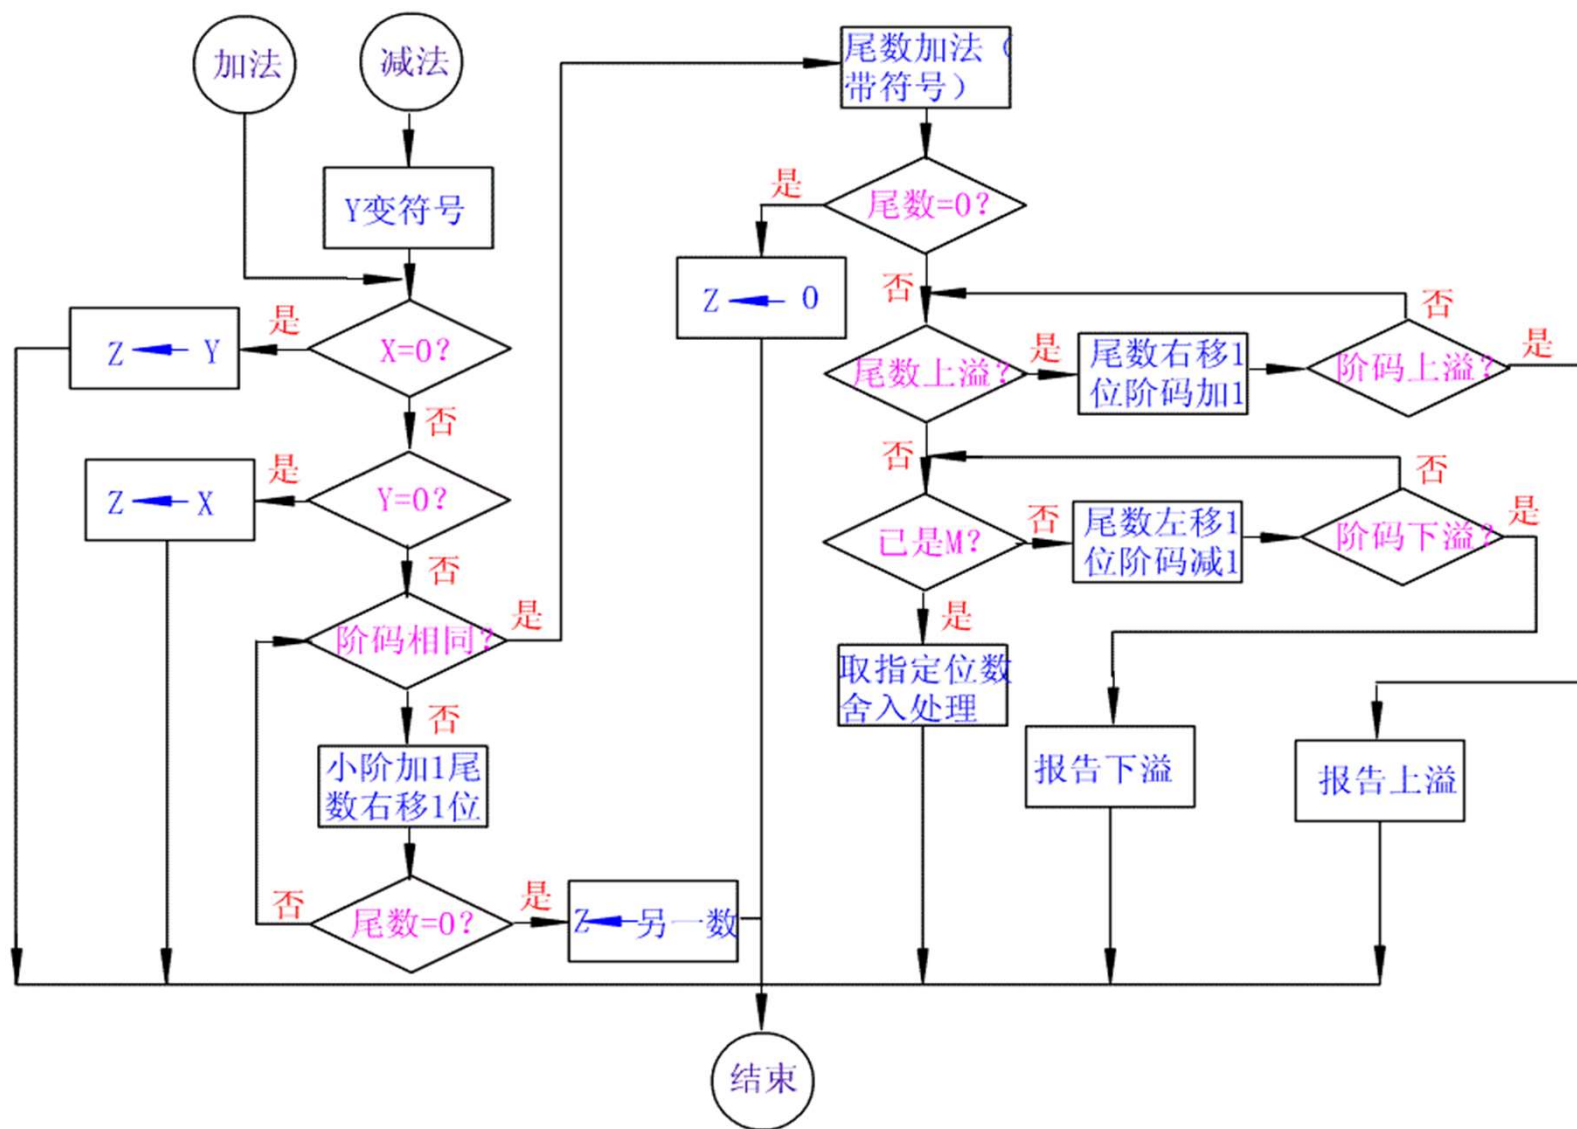 加法
减法
Y变符号
X=0?
是
Z ← Y
否
Y=0?
是
Z ← X
否
阶码相同?
是
否
小阶加1尾
数右移1位
尾数=0?
否
是
Z ← 另一数
尾数加法（
带符号）
尾数=0?
是
Z ← 0
否
尾数上溢?
是
尾数右移1
位阶码加1
阶码上溢?
否
是
否
已是M?
否
尾数左移1
位阶码减1
阶码下溢?
否
是
是
取指定位数
舍入处理
报告下溢
报告上溢
结束